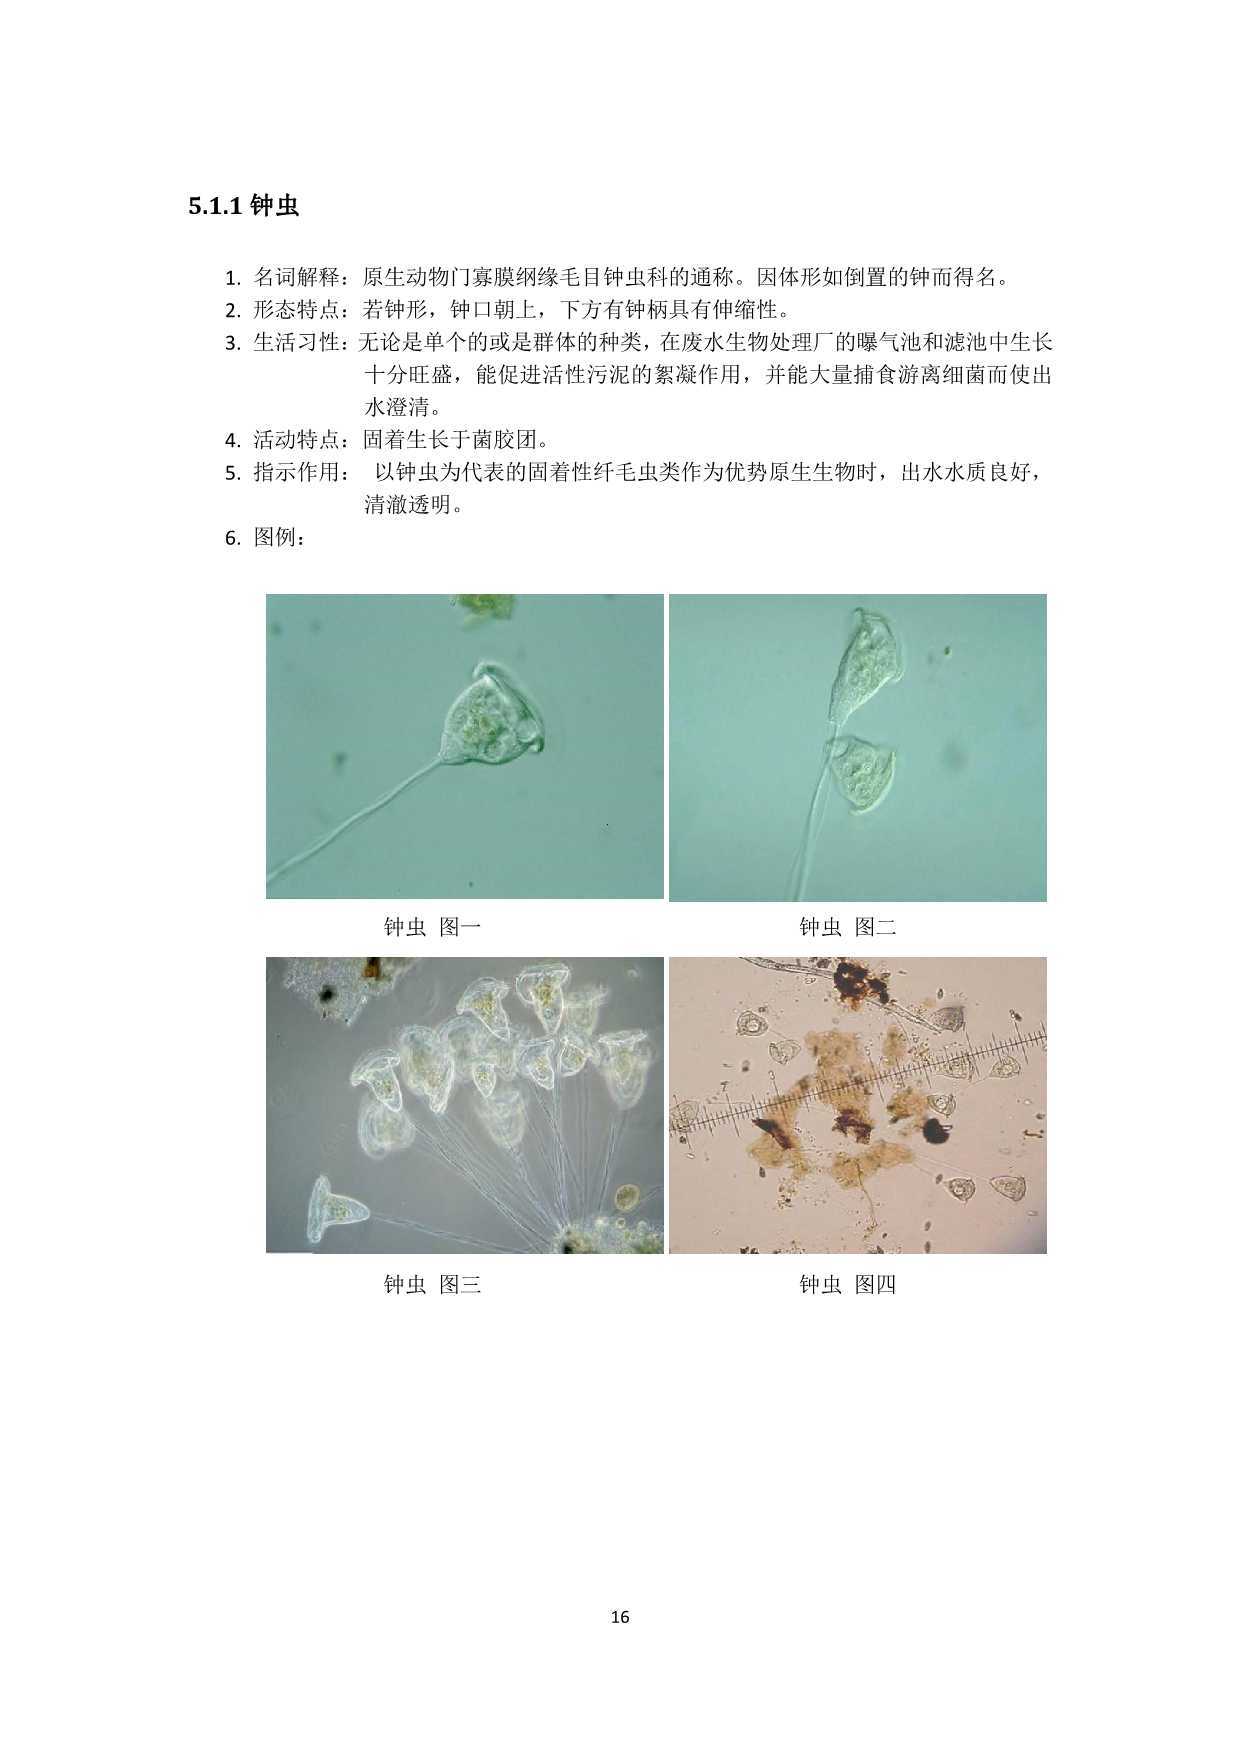 5.1.1 钟虫
1. 名词解释：原生动物门寡膜纲缘毛目钟虫科的通称。因体形如倒置的钟而得名。
2. 形态特点：若钟形，钟口朝上，下方有钟柄具有伸缩性。
3. 生活习性：无论是单个的或是群体的种类，在废水生物处理厂的曝气池和滤池中生长
十分旺盛，能促进活性污泥的絮凝作用，并能大量捕食游离细菌而使出
水澄清。
4. 活动特点：固着生长于菌胶团。
5. 指示作用： 以钟虫为代表的固着性纤毛虫类作为优势原生生物时，出水水质良好，
清澈透明。
6. 图例：
钟虫 图一
钟虫 图二
钟虫 图三
钟虫 图四
16